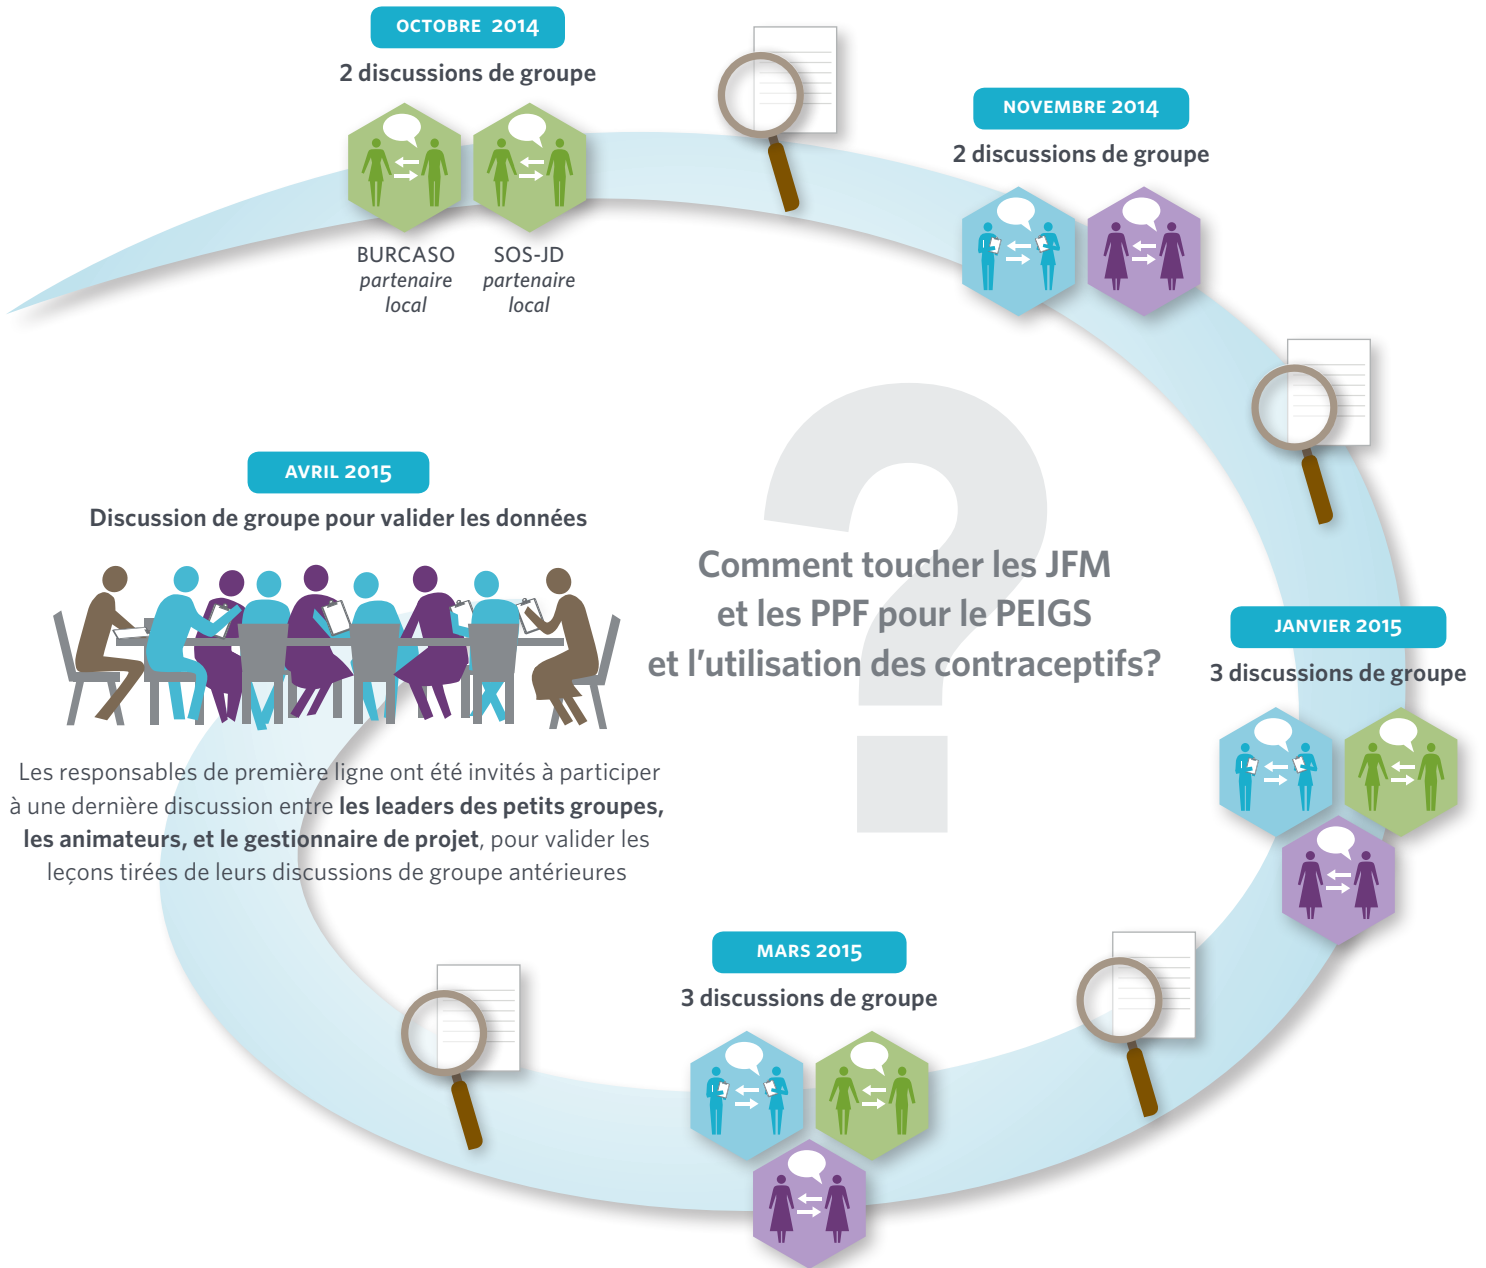 OCTOBRE 2014
2 discussions de groupe
BURCASO
partenaire
local
SOS-JD
partenaire
local
NOVEMBRE 2014
2 discussions de groupe
JANVIER 2015
3 discussions de groupe
MARS 2015
3 discussions de groupe
AVRIL 2015
Discussion de groupe pour valider les données
Les responsables de première ligne ont été invités à participer
à une dernière discussion entre les leaders des petits groupes,
les animateurs, et le gestionnaire de projet, pour valider les
leçons tirées de leurs discussions de groupe antérieures
?
Comment toucher les JFM
et les PPF pour le PEIGS
et l'utilisation des contraceptifs?